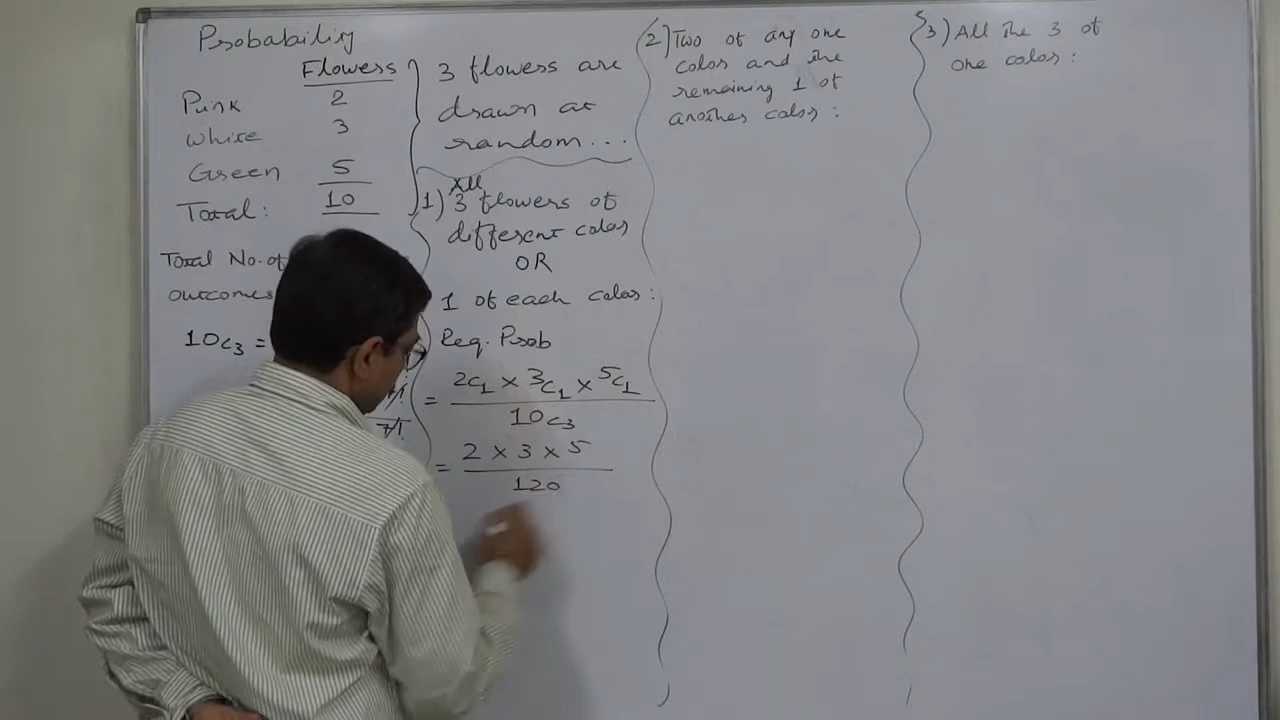 Probability
Flowers
Pink 2
White 3
Green 5
Total: 10
Total No. of
outcomes
10C₃ =
3 flowers are
drawn at
random...
All
1) 3 flowers of
different color
OR
1 of each color:
Req. Prob
= 2C₁ × 3C₁ × 5C₁
10C₃
= 2 × 3 × 5
120
2) Two of any one
color and the
remaining 1 of
another color:
3) All the 3 of
one color: